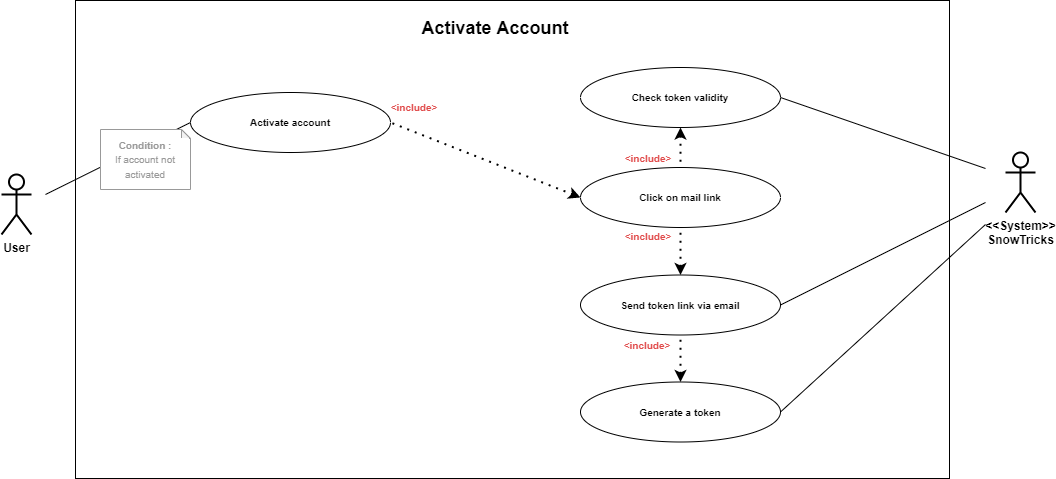 Activate Account
Activate account
<include>
Check token validity
<include>
Click on mail link
<include>
Send token link via email
<include>
Generate a token
Condition :
If account not
activated
User
<<System>>
SnowTricks